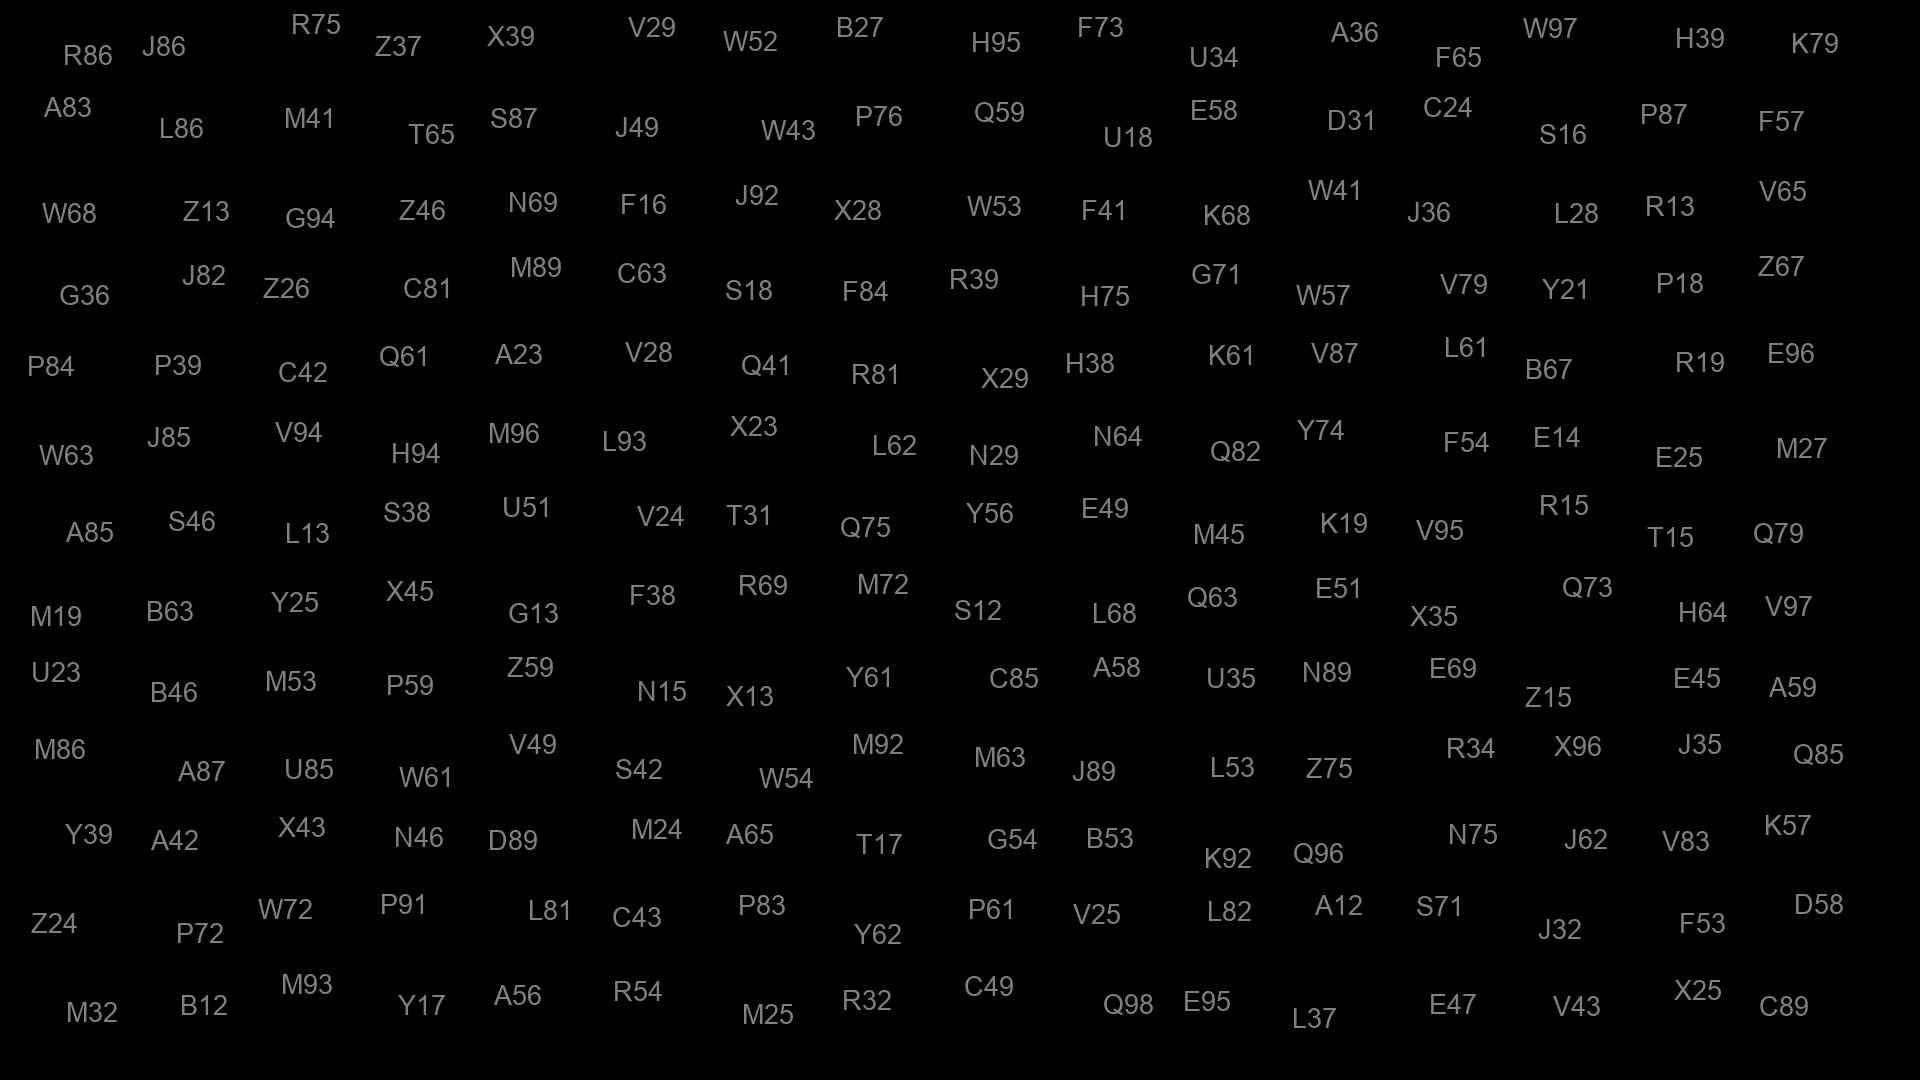 R86 J86 R75 Z37 X39 V29 W52 B27 H95 F73 U34 A36 F65 W97 H39 K79
A83 L86 M41 T65 S87 J49 W43 P76 Q59 U18 E58 D31 C24 S16 P87 F57
W68 Z13 G94 Z46 N69 F16 J92 X28 W53 F41 K68 W41 J36 L28 R13 V65
G36 J82 Z26 C81 M89 C63 S18 F84 R39 H75 G71 W57 V79 Y21 P18 Z67
P84 P39 C42 Q61 A23 V28 Q41 R81 X29 H38 K61 V87 L61 B67 R19 E96
W63 J85 V94 H94 M96 L93 X23 L62 N29 N64 Q82 Y74 F54 E14 E25 M27
A85 S46 L13 S38 U51 V24 T31 Q75 Y56 E49 M45 K19 V95 R15 T15 Q79
M19 B63 Y25 X45 G13 F38 R69 M72 S12 L68 Q63 E51 X35 Q73 H64 V97
U23 B46 M53 P59 Z59 N15 X13 Y61 C85 A58 U35 N89 E69 Z15 E45 A59
M86 A87 U85 W61 V49 S42 W54 M92 M63 J89 L53 Z75 R34 X96 J35 Q85
Y39 A42 X43 N46 D89 M24 A65 T17 G54 B53 K92 Q96 N75 J62 V83 K57
Z24 P72 W72 P91 L81 C43 P83 Y62 P61 V25 L82 A12 S71 J32 F53 D58
M32 B12 M93 Y17 A56 R54 M25 R32 C49 Q98 E95 L37 E47 V43 X25 C89